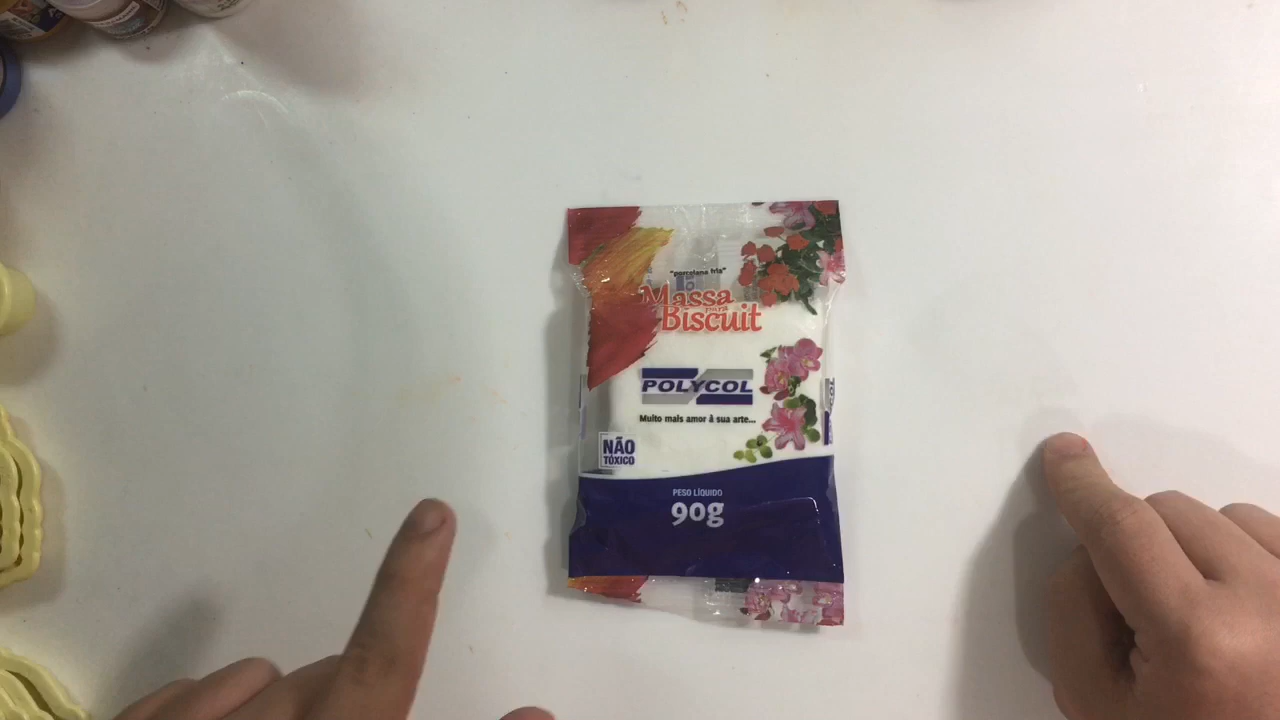 "porcelana fria"
Massa
para
Biscuit
POLYCOL
Muito mais amor à sua arte...
NÃO
TÓXICO
PESO LÍQUIDO
90g